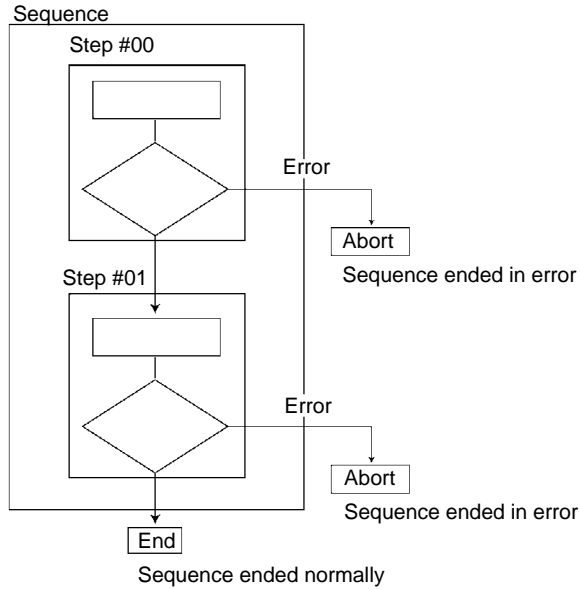 Sequence
Step #00
Error
Abort
Sequence ended in error
Step #01
Error
Abort
Sequence ended in error
End
Sequence ended normally